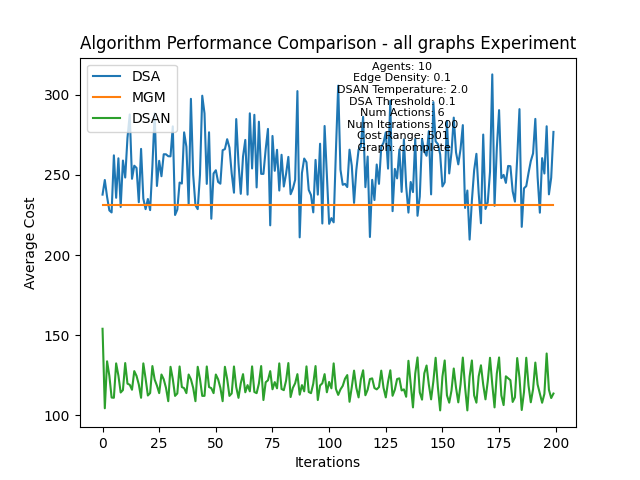 Algorithm Performance Comparison - all graphs Experiment
DSA
MGM
DSAN
Agents: 10
Edge Density: 0.1
DSAN Temperature: 2.0
DSA Threshold: 0.1
Num Actions: 6
Num Iterations: 200
Cost Range: 501
Graph: complete
Average Cost
300
250
200
150
100
0
25
50
75
100
125
150
175
200
Iterations